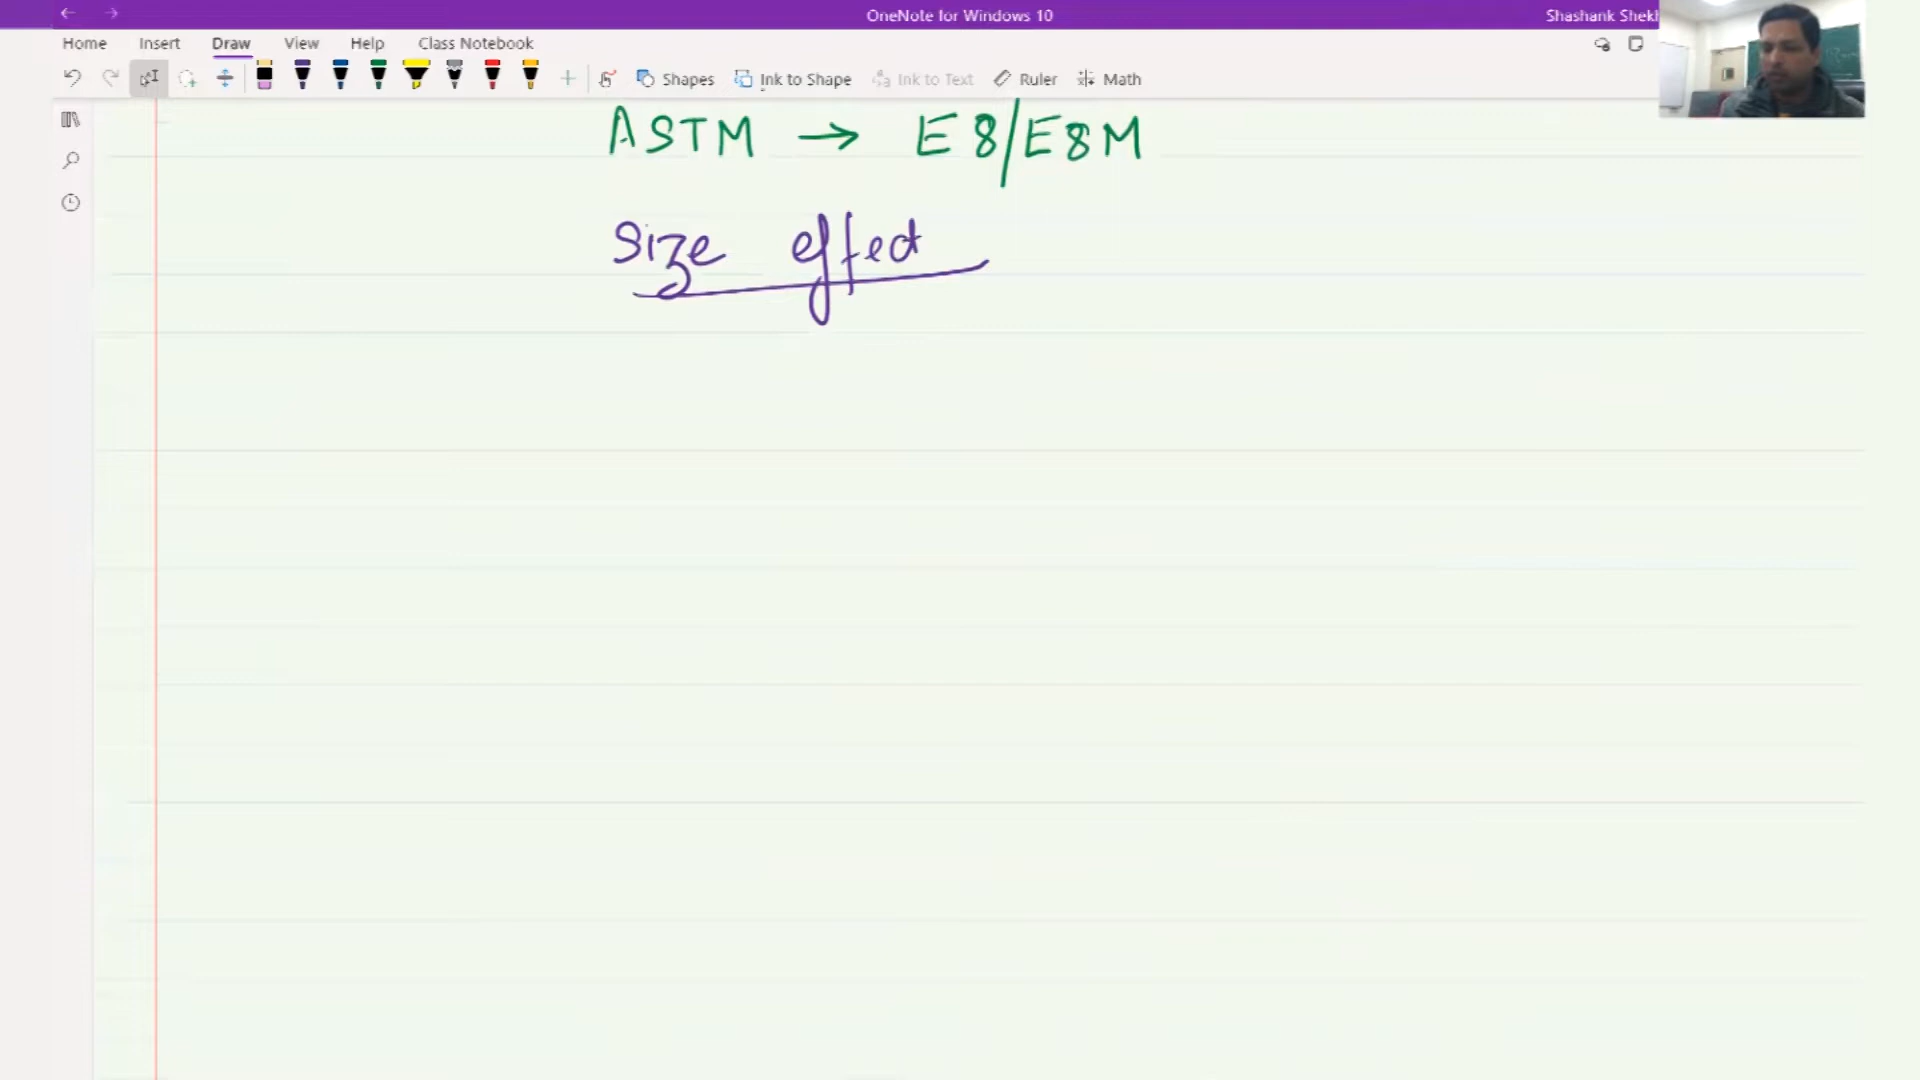 OneNote for Windows 10
Shashank Shekh
Home Insert Draw View Help Class Notebook
Shapes Ink to Shape Ink to Text Ruler Math
ASTM → E8/E8M
Size effect